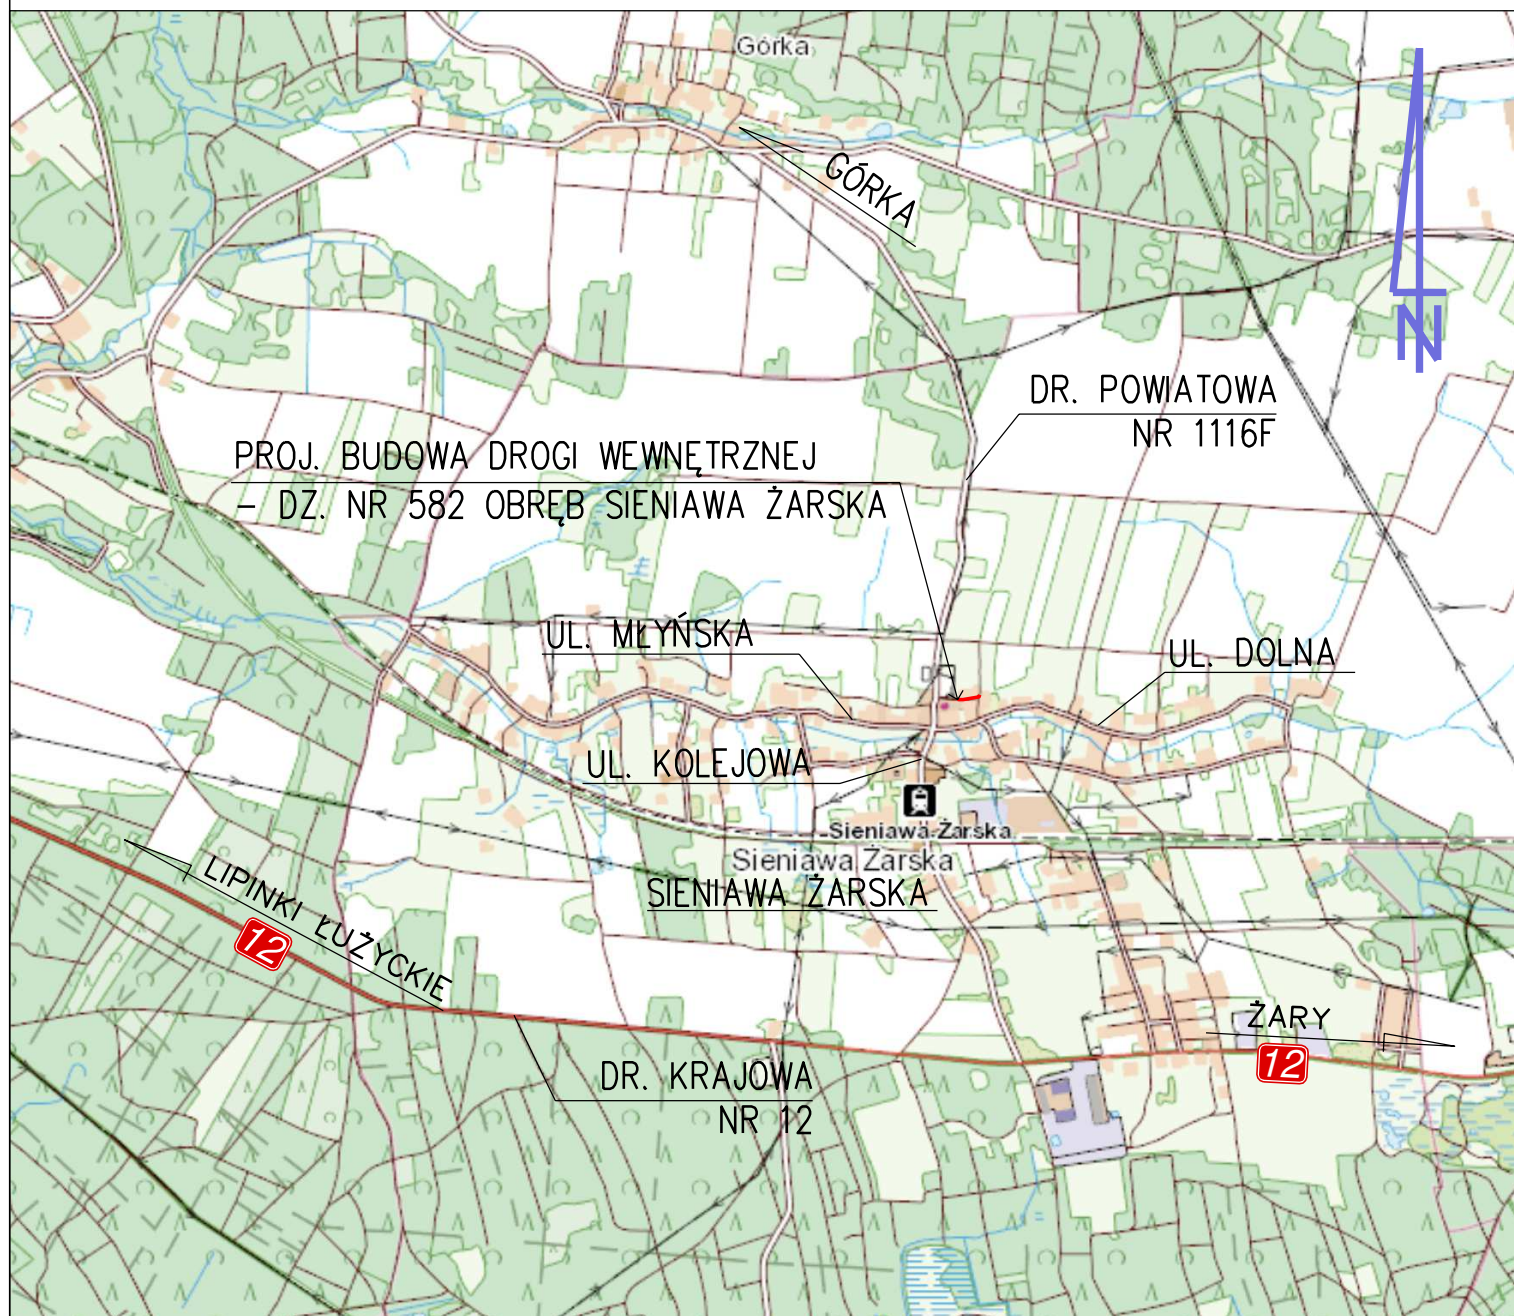 Górka
GÓRKA
N
DR. POWIATOWA
NR 1116F
PROJ. BUDOWA DROGI WEWNĘTRZNEJ
– DZ. NR 582 OBRĘB SIENIAWA ŻARSKA
UL. MŁYŃSKA
UL. DOLNA
UL. KOLEJOWA
Sieniawa Żarska
Sieniawa Żarska
SIENIAWA ŻARSKA
LIPINKI ŁUŻYCKIE
12
ŻARY
12
DR. KRAJOWA
NR 12